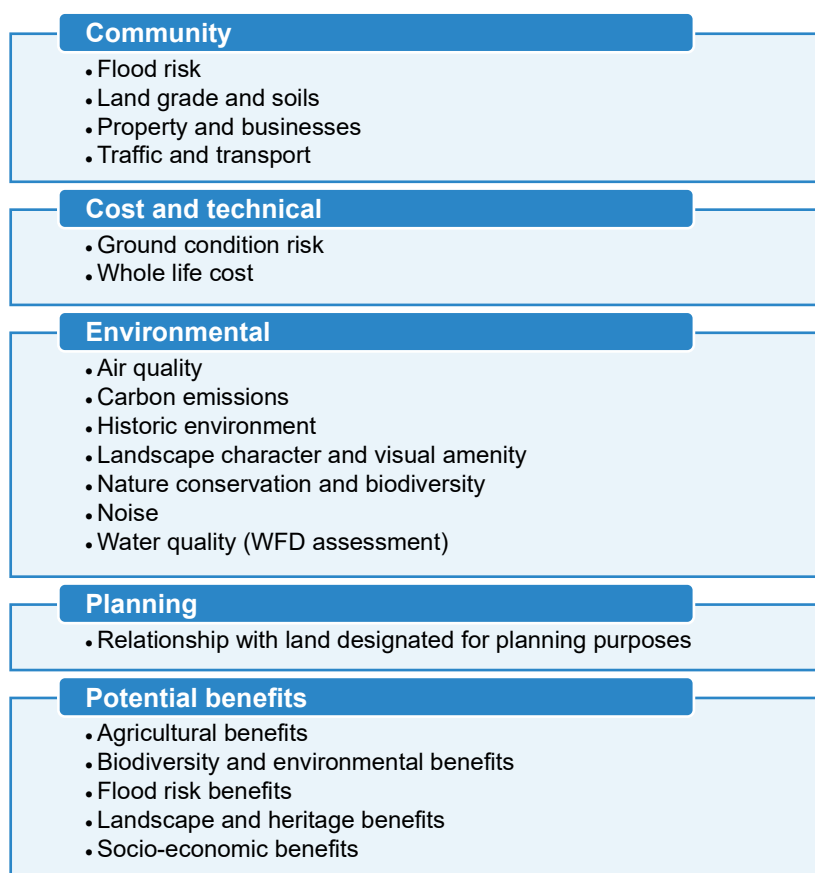 Community
• Flood risk
• Land grade and soils
• Property and businesses
• Traffic and transport
Cost and technical
• Ground condition risk
• Whole life cost
Environmental
• Air quality
• Carbon emissions
• Historic environment
• Landscape character and visual amenity
• Nature conservation and biodiversity
• Noise
• Water quality (WFD assessment)
Planning
• Relationship with land designated for planning purposes
Potential benefits
• Agricultural benefits
• Biodiversity and environmental benefits
• Flood risk benefits
• Landscape and heritage benefits
• Socio-economic benefits